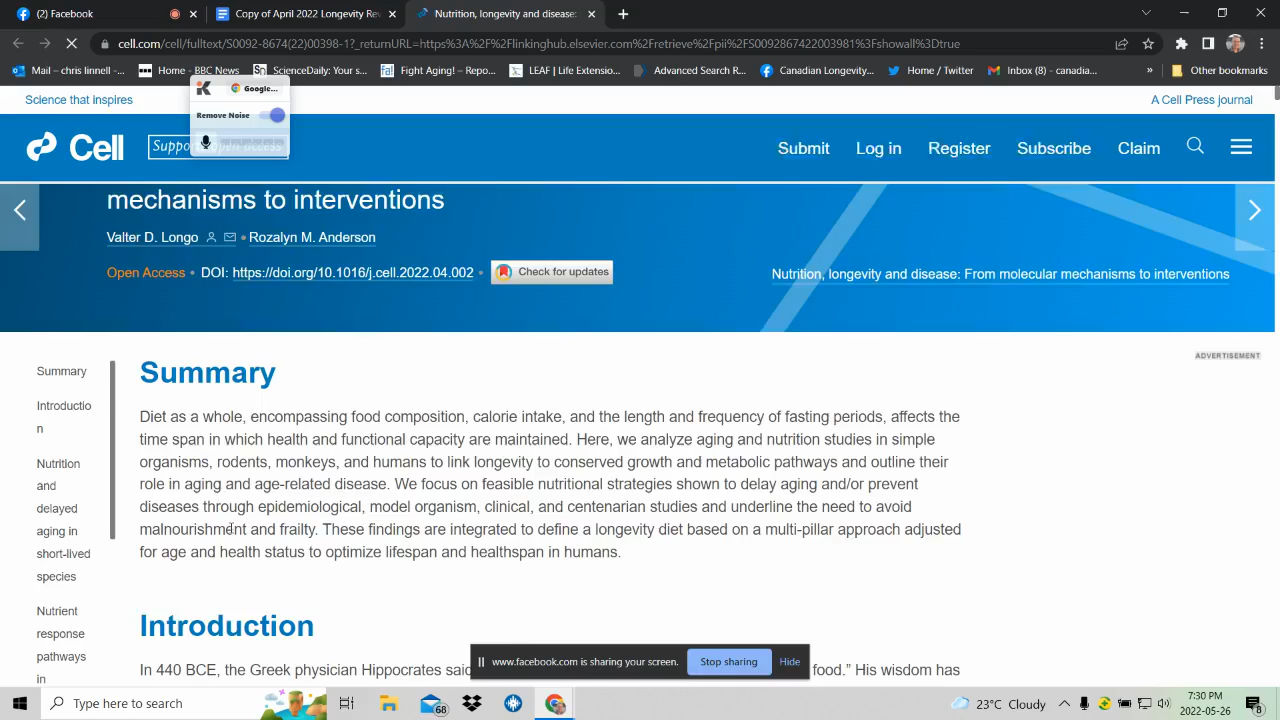 Facebook (2)
Copy of April 2022 Longevity Rev
Nutrition, longevity and disease:
cell.com/cell/fulltext/S0092-8674(22)00398-1?_returnURL=https%3A%2F%2Flinkinghub.elsevier.com%2Fretrieve%2Fpii%2FS0092867422003981%3Fshowall%3Dtrue
Mail – chris linnell –...
Home - BBC NEWS
ScienceDaily: Your s...
Fight Aging! – Repo...
LEAF | Life Extensio...
Advanced Search R...
Canadian Longevity...
Home / Twitter
Inbox (8) - canadia...
»
Other bookmarks
Google...
Remove Noise
Science that inspires
A Cell Press journal
Cell
Supports open access
Submit
Log in
Register
Subscribe
Claim
mechanisms to interventions
Valter D. Longo • Rozalyn M. Anderson
Open Access • DOI: https://doi.org/10.1016/j.cell.2022.04.002 • Check for updates
Nutrition, longevity and disease: From molecular mechanisms to interventions
ADVERTISEMENT
Summary
Introductio
n
Nutrition
and
delayed
aging in
short-lived
species
Nutrient
response
pathways
in
Summary
Diet as a whole, encompassing food composition, calorie intake, and the length and frequency of fasting periods, affects the
time span in which health and functional capacity are maintained. Here, we analyze aging and nutrition studies in simple
organisms, rodents, monkeys, and humans to link longevity to conserved growth and metabolic pathways and outline their
role in aging and age-related disease. We focus on feasible nutritional strategies shown to delay aging and/or prevent
diseases through epidemiological, model organism, clinical, and centenarian studies and underline the need to avoid
malnourishment and frailty. These findings are integrated to define a longevity diet based on a multi-pillar approach adjusted
for age and health status to optimize lifespan and healthspan in humans.
Introduction
In 440 BCE, the Greek physician Hippocrates said food.” His wisdom has
www.facebook.com is sharing your screen.
Stop sharing
Hide
Type here to search
68
23°C Cloudy
7:30 PM
2022-05-26
8